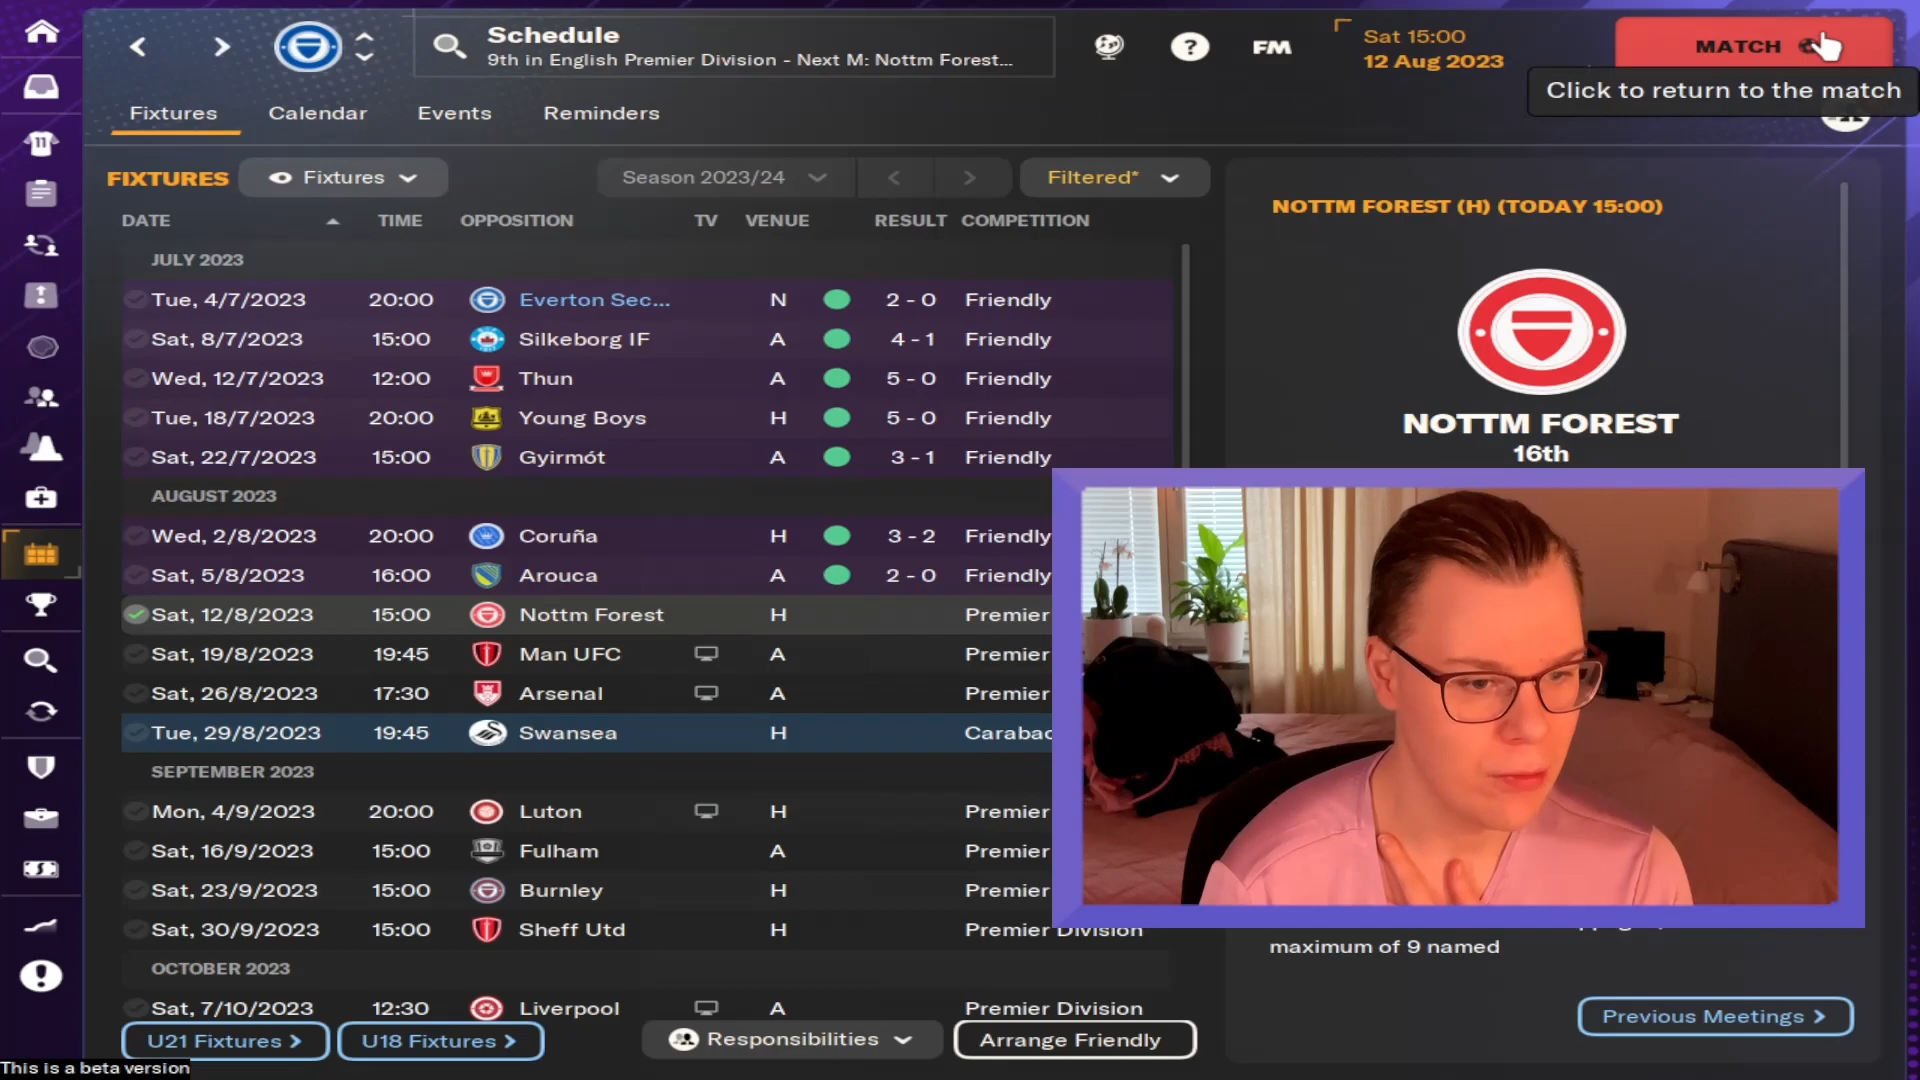 Schedule
9th in English Premier Division - Next M: Nottm Forest...
FM
Sat 15:00
12 Aug 2023
MATCH
Click to return to the match
Fixtures
Calendar
Events
Reminders
FIXTURES
Fixtures
Season 2023/24
Filtered*
DATE TIME OPPOSITION TV VENUE RESULT COMPETITION
JULY 2023
Tue, 4/7/2023 20:00 Everton Sec... N 2 - 0 Friendly
Sat, 8/7/2023 15:00 Silkeborg IF A 4 - 1 Friendly
Wed, 12/7/2023 12:00 Thun A 5 - 0 Friendly
Tue, 18/7/2023 20:00 Young Boys H 5 - 0 Friendly
Sat, 22/7/2023 15:00 Gyirmót A 3 - 1 Friendly
AUGUST 2023
Wed, 2/8/2023 20:00 Coruña H 3 - 2 Friendly
Sat, 5/8/2023 16:00 Arouca A 2 - 0 Friendly
Sat, 12/8/2023 15:00 Nottm Forest H Premier
Sat, 19/8/2023 19:45 Man UFC A Premier
Sat, 26/8/2023 17:30 Arsenal A Premier
Tue, 29/8/2023 19:45 Swansea H Carabao
SEPTEMBER 2023
Mon, 4/9/2023 20:00 Luton H Premier
Sat, 16/9/2023 15:00 Fulham A Premier
Sat, 23/9/2023 15:00 Burnley H Premier
Sat, 30/9/2023 15:00 Sheff Utd H Premier Division
OCTOBER 2023
Sat, 7/10/2023 12:30 Liverpool A Premier Division
U21 Fixtures >
U18 Fixtures >
Responsibilities
Arrange Friendly
NOTTM FOREST (H) (TODAY 15:00)
NOTTM FOREST
16th
maximum of 9 named
Previous Meetings >
This is a beta version